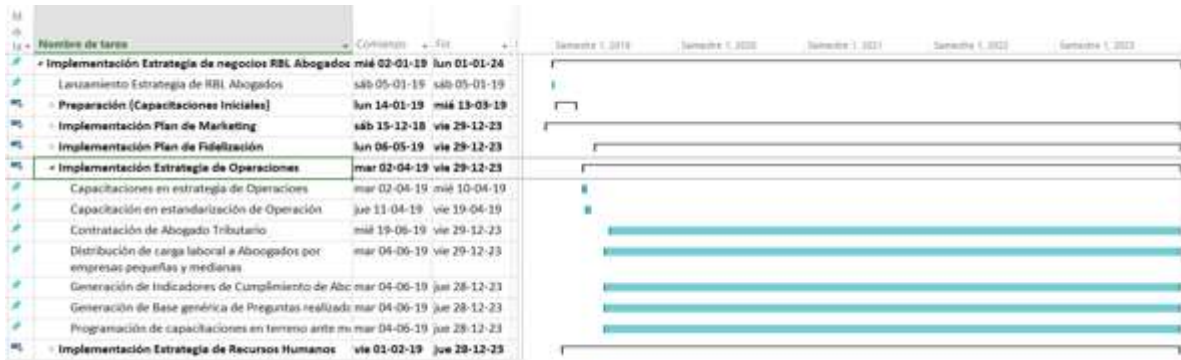 Nombre de tarea Comienzo Fin Semestre 1, 2019 Semestre 1, 2020 Semestre 1, 2021 Semestre 1, 2022 Semestre 1, 2023
Implementación Estrategia de negocios RBL Abogados mié 02-01-19 lun 01-01-24
Lanzamiento Estrategia de RBL Abogados sáb 05-01-19 sáb 05-01-19
Preparación (Capacitaciones Iniciales) lun 14-01-19 mié 13-03-19
Implementación Plan de Marketing sáb 15-12-18 vie 29-12-23
Implementación Plan de Fidelización lun 06-05-19 vie 29-12-23
Implementación Estrategia de Operaciones mar 02-04-19 vie 29-12-23
Capacitaciones en estrategia de Operacioes mar 02-04-19 mié 10-04-19
Capacitación en estandarización de Operación jue 11-04-19 vie 19-04-19
Contratación de Abogado Tributario mié 19-06-19 vie 29-12-23
Distribución de carga laboral a Aboogados por mar 04-06-19 vie 29-12-23
empresas pequeñas y medianas
Generación de Indicadores de Cumplimiento de Abc mar 04-06-19 jue 28-12-23
Generación de Base genérica de Preguntas realizada mar 04-06-19 jue 28-12-23
Programación de capacitaciones en terreno ante mar 04-06-19 jue 28-12-23
Implementación Estrategia de Recursos Humanos vie 01-02-19 jue 28-12-23